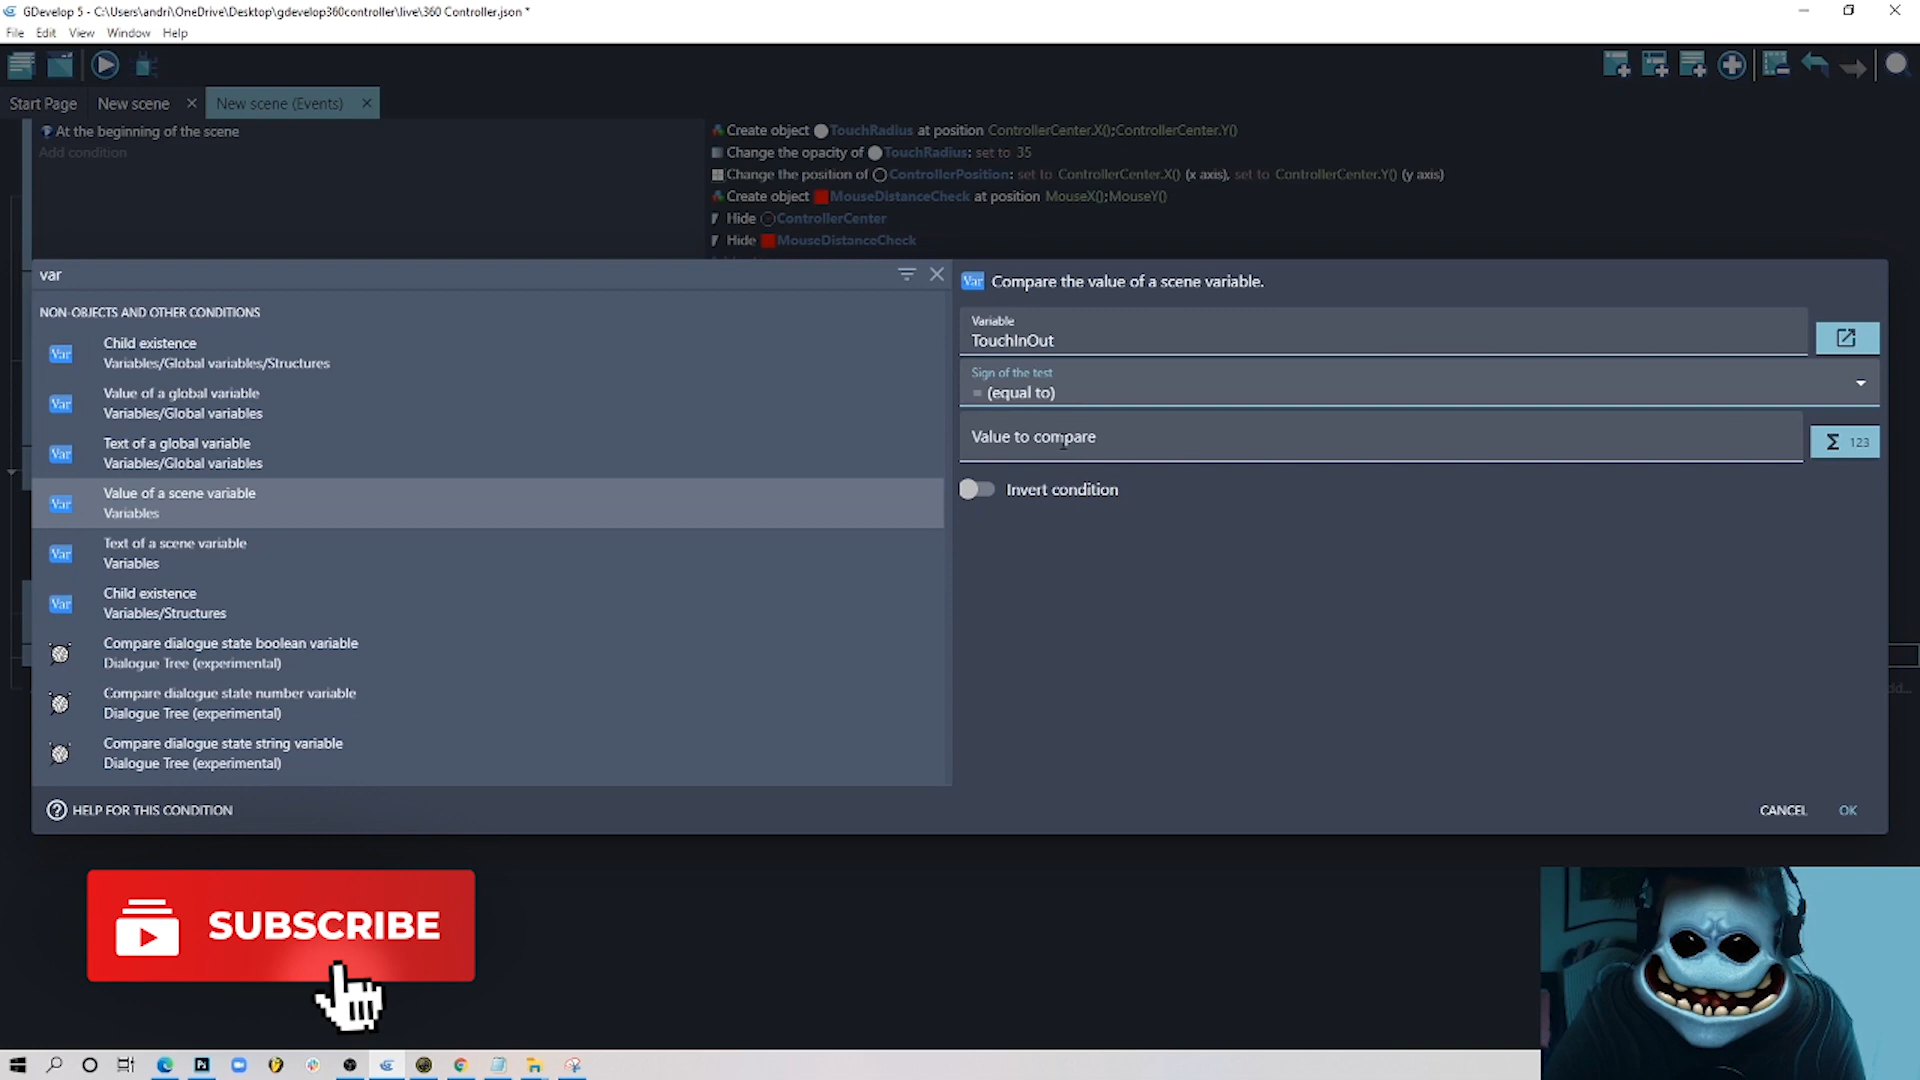 GDevelop 5 - C:\Users\andri\OneDrive\Desktop\gdevelop360controller\live\360 Controller.json *
File Edit View Window Help
Start Page New scene × New scene (Events) ×
At the beginning of the scene
Add condition
Create object TouchRadius at position ControllerCenter.X();ControllerCenter.Y()
Change the opacity of TouchRadius: set to 35
Change the position of ControllerPosition: set to ControllerCenter.X() (x axis), set to ControllerCenter.Y() (y axis)
Create object MouseDistanceCheck at position MouseX();MouseY()
Hide ControllerCenter
Hide MouseDistanceCheck
var
NON-OBJECTS AND OTHER CONDITIONS
Var Child existence
Variables/Global variables/Structures
Var Value of a global variable
Variables/Global variables
Var Text of a global variable
Variables/Global variables
Var Value of a scene variable
Variables
Var Text of a scene variable
Variables
Var Child existence
Variables/Structures
Compare dialogue state boolean variable
Dialogue Tree (experimental)
Compare dialogue state number variable
Dialogue Tree (experimental)
Compare dialogue state string variable
Dialogue Tree (experimental)
Var Compare the value of a scene variable.
Variable
TouchInOut
Sign of the test
= (equal to)
Value to compare
Σ 123
Invert condition
? HELP FOR THIS CONDITION
CANCEL OK
SUBSCRIBE